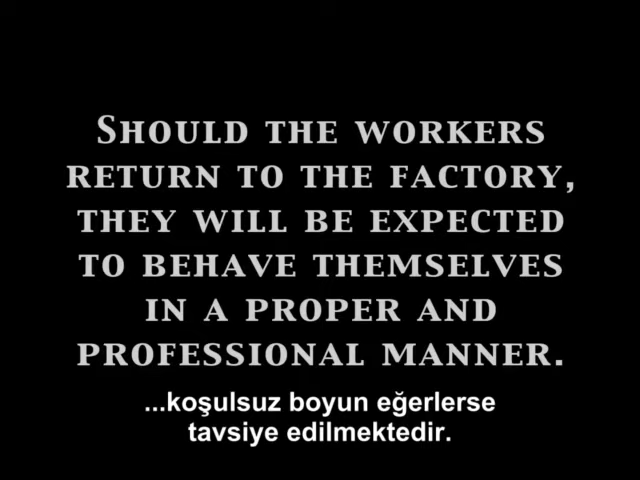 SHOULD THE WORKERS
RETURN TO THE FACTORY,
THEY WILL BE EXPECTED
TO BEHAVE THEMSELVES
IN A PROPER AND
PROFESSIONAL MANNER.
...koşulsuz boyun eğerlerse
tavsiye edilmektedir.